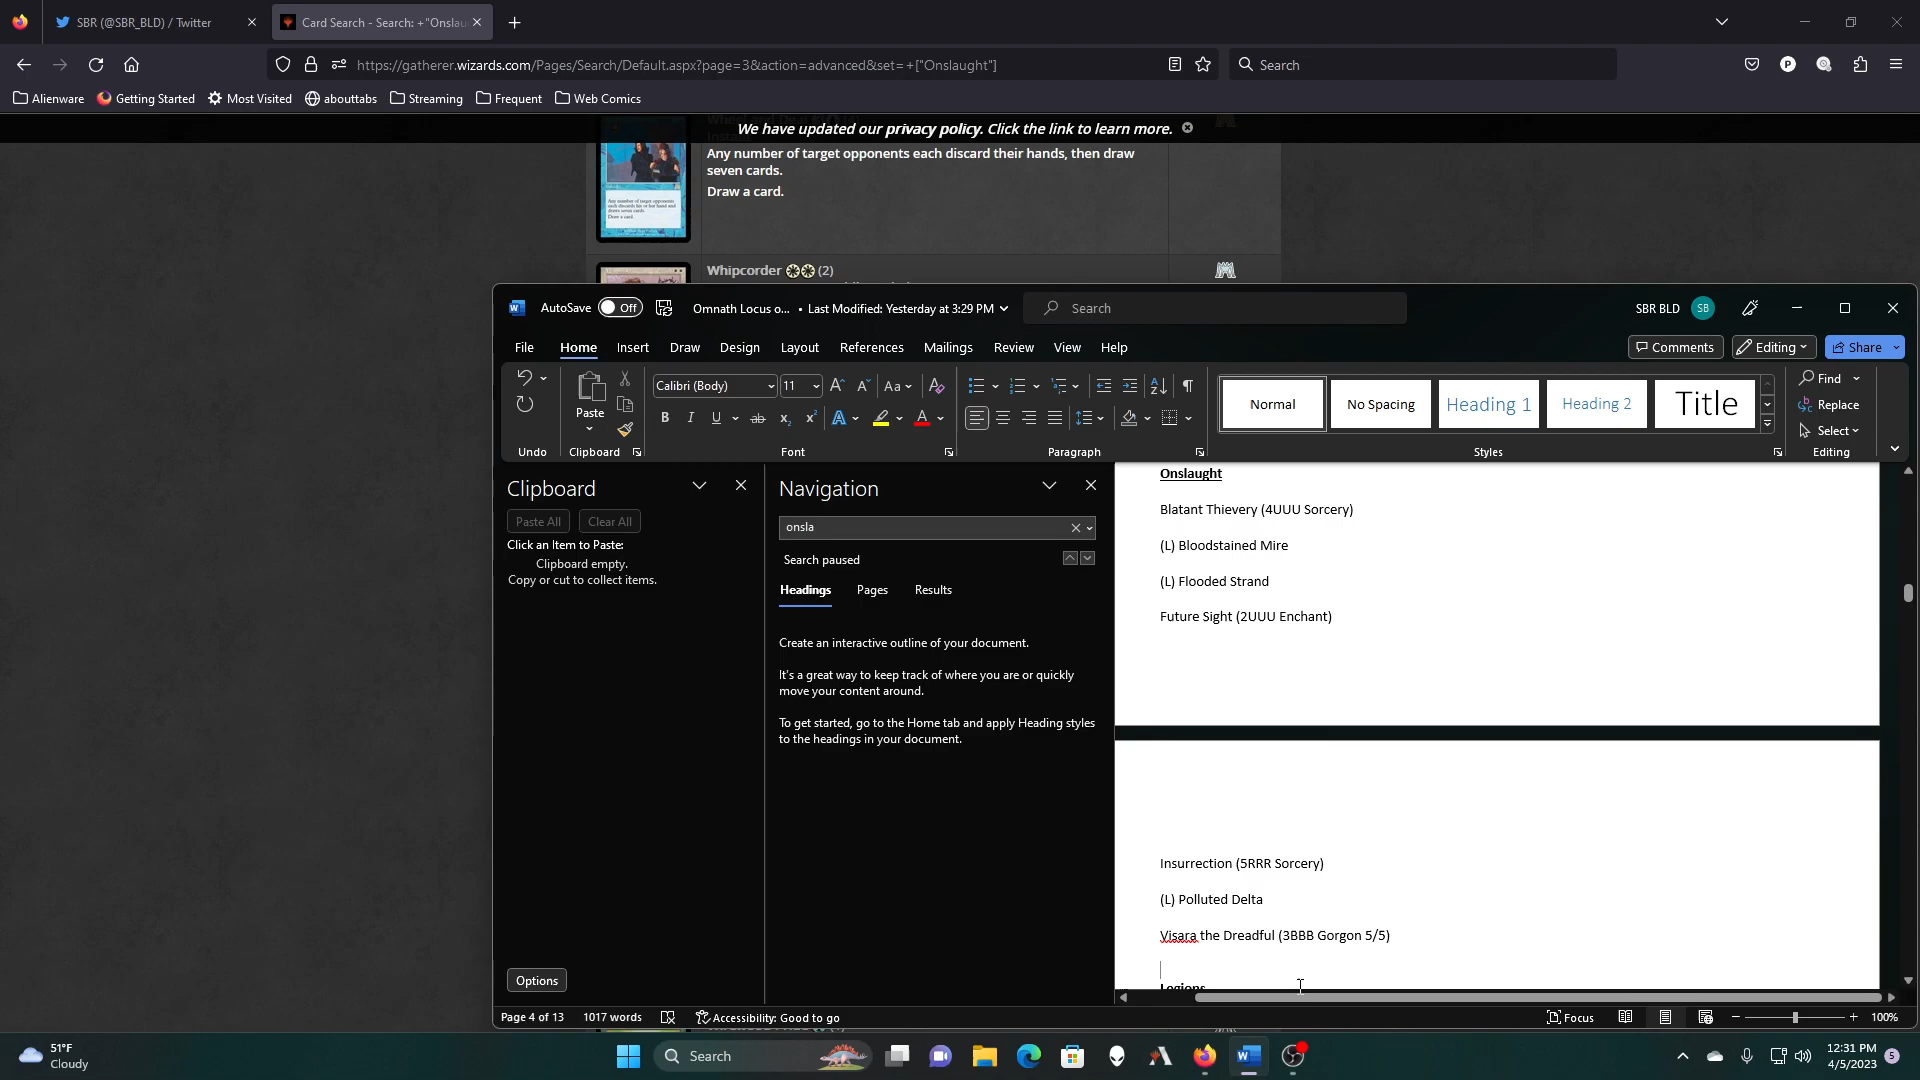 SBR (@SBR_BLD) / Twitter
Card Search - Search: +"Onslau
https://gatherer.wizards.com/Pages/Search/Default.aspx?page=3&action=advanced&set=+["Onslaught"]
Search
Alienware
Getting Started
Most Visited
abouttabs
Streaming
Frequent
Web Comics
We have updated our privacy policy. Click the link to learn more.
Any number of target opponents each discard their hands, then draw
seven cards.
Draw a card.
Whipcorder (2)
AutoSave Off
Omnath Locus o... • Last Modified: Yesterday at 3:29 PM
Search
SBR BLD
SB
File
Home
Insert
Draw
Design
Layout
References
Mailings
Review
View
Help
Comments
Editing
Share
Paste
Calibri (Body)
11
Normal
No Spacing
Heading 1
Heading 2
Title
Find
Replace
Select
Undo
Clipboard
Font
Paragraph
Styles
Editing
Clipboard
Paste All
Clear All
Click an Item to Paste:
Clipboard empty.
Copy or cut to collect items.
Options
Navigation
onsla
Search paused
Headings
Pages
Results
Create an interactive outline of your document.
It's a great way to keep track of where you are or quickly
move your content around.
To get started, go to the Home tab and apply Heading styles
to the headings in your document.
Onslaught
Blatant Thievery (4UUU Sorcery)
(L) Bloodstained Mire
(L) Flooded Strand
Future Sight (2UUU Enchant)
Insurrection (5RRR Sorcery)
(L) Polluted Delta
Visara the Dreadful (3BBB Gorgon 5/5)
Legions
Page 4 of 13
1017 words
Accessibility: Good to go
Focus
100%
51°F
Cloudy
Search
12:31 PM
4/5/2023
5